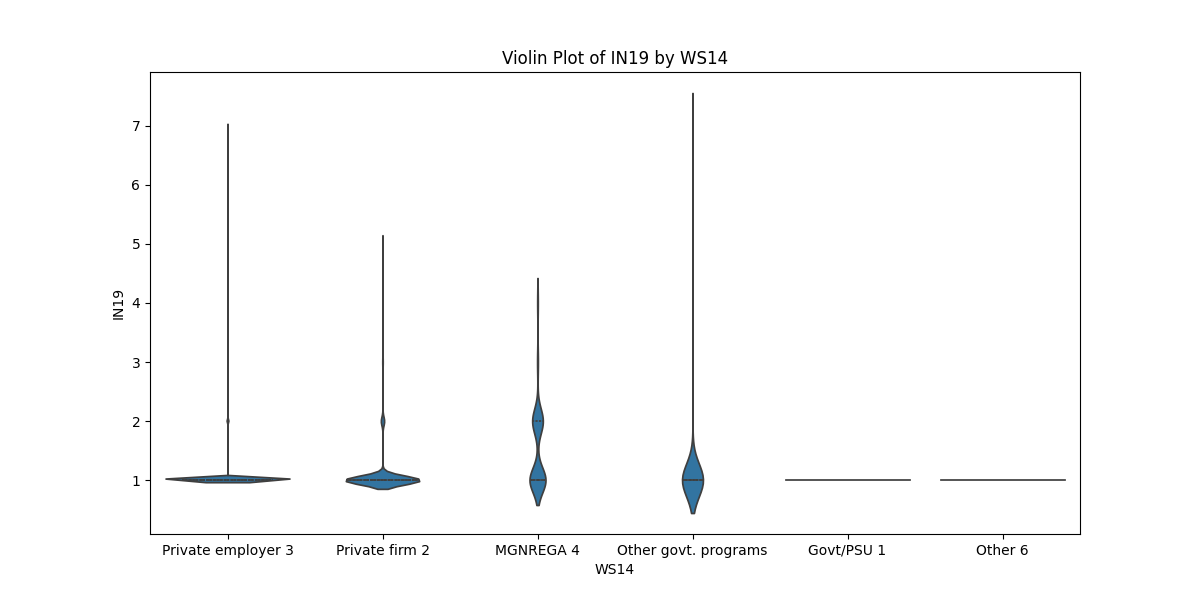 Violin Plot of IN19 by WS14
7
6
5
4
3
2
1
IN19
Private employer 3 Private firm 2 MGNREGA 4 Other govt. programs Govt/PSU 1 Other 6
WS14